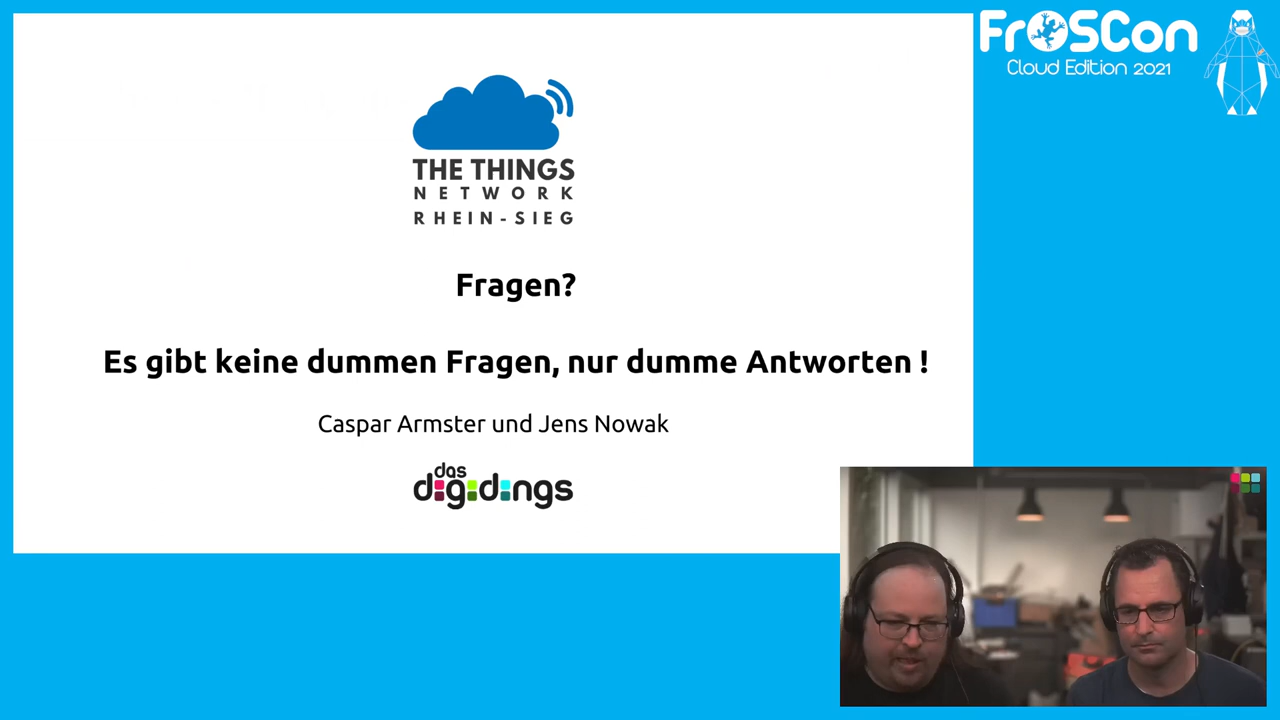 FrOSCon
Cloud Edition 2021
THE THINGS
NETWORK
RHEIN-SIEG
Fragen?
Es gibt keine dummen Fragen, nur dumme Antworten !
Caspar Armster und Jens Nowak
das
digidings